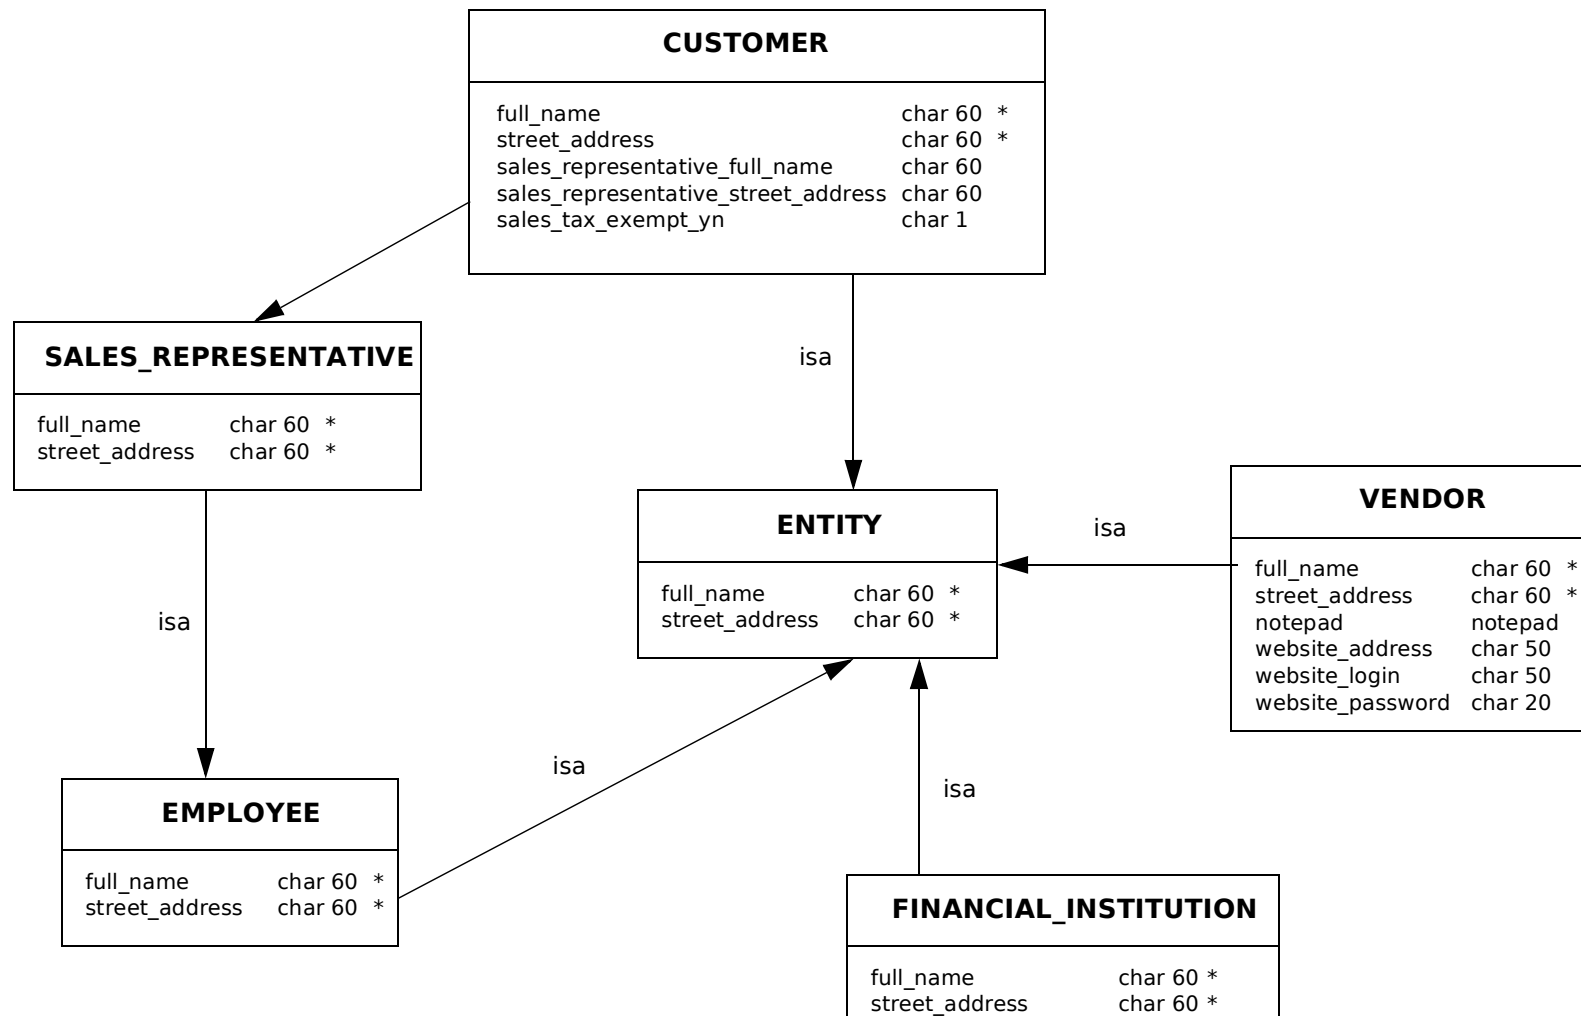 CUSTOMER
full_name char 60 *
street_address char 60 *
sales_representative_full_name char 60
sales_representative_street_address char 60
sales_tax_exempt_yn char 1
SALES_REPRESENTATIVE
full_name char 60 *
street_address char 60 *
isa
ENTITY
full_name char 60 *
street_address char 60 *
isa
VENDOR
full_name char 60 *
street_address char 60 *
notepad notepad
website_address char 50
website_login char 50
website_password char 20
isa
isa
isa
EMPLOYEE
full_name char 60 *
street_address char 60 *
FINANCIAL_INSTITUTION
full_name char 60 *
street_address char 60 *